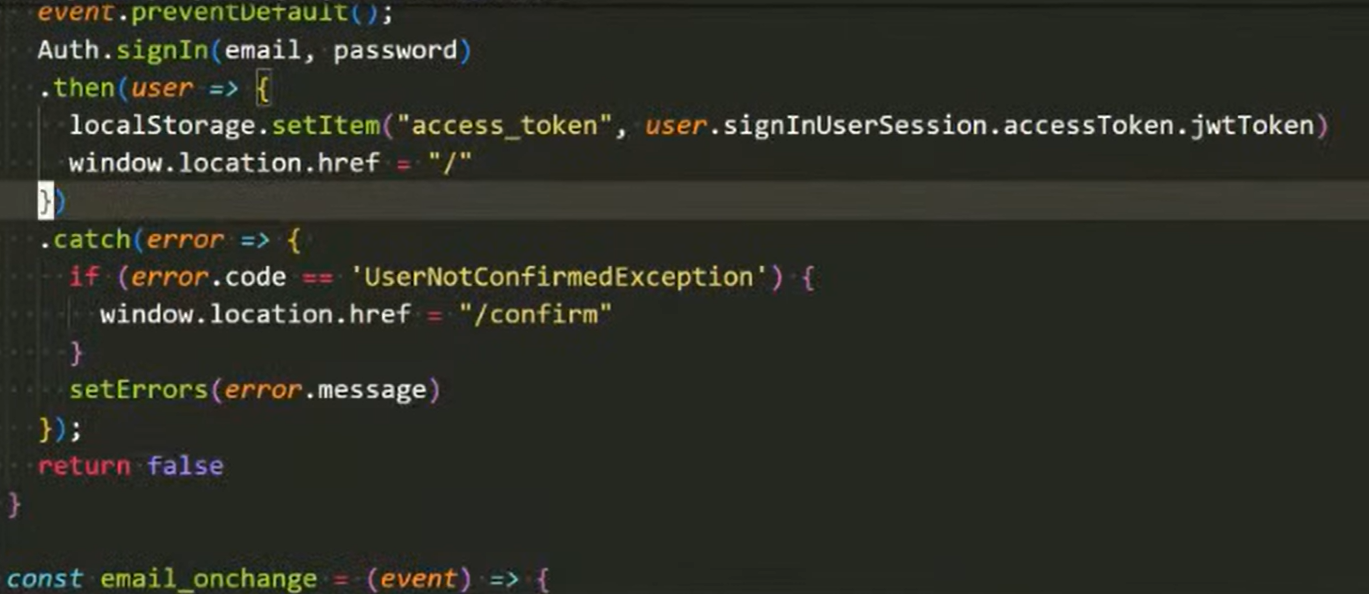 event.preventDefault();
Auth.signIn(email, password)
.then(user => {
localStorage.setItem("access_token", user.signInUserSession.accessToken.jwtToken)
window.location.href = "/"
})
.catch(error => {
if (error.code == 'UserNotConfirmedException') {
window.location.href = "/confirm"
}
setErrors(error.message)
});
return false
}
const email_onchange = (event) => {